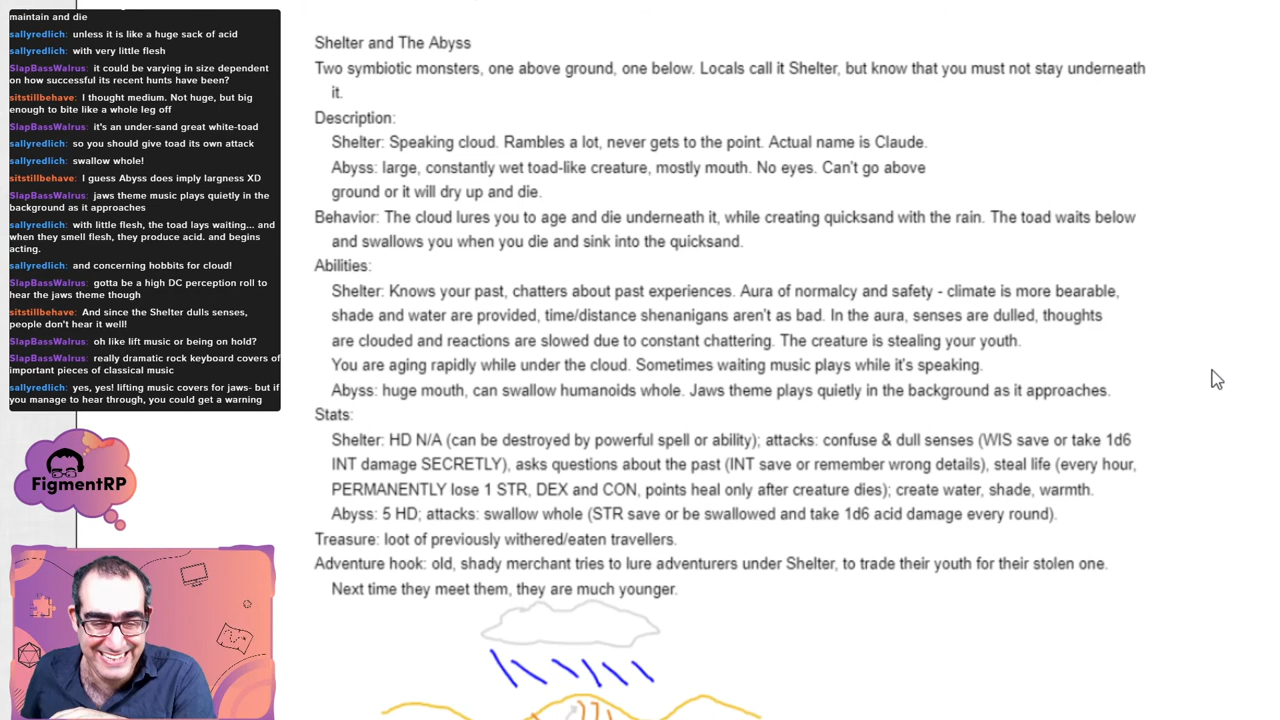 maintain and die
sallyredlich: unless it is like a huge sack of acid
sallyredlich: with very little flesh
SlapBassWalrus: it could be varying in size dependent
on how successful its recent hunts have been?
sitstillbehave: I thought medium. Not huge, but big
enough to bite like a whole leg off
SlapBassWalrus: it's an under-sand great white-toad
sallyredlich: so you should give toad its own attack
sallyredlich: swallow whole!
sitstillbehave: I guess Abyss does imply largness XD
SlapBassWalrus: jaws theme music plays quietly in the
background as it approaches
sallyredlich: with little flesh, the toad lays waiting... and
when they smell flesh, they produce acid. and begins
acting.
sallyredlich: and concerning hobbits for cloud!
SlapBassWalrus: gotta be a high DC perception roll to
hear the jaws theme though
sitstillbehave: And since the Shelter dulls senses,
people don't hear it well!
SlapBassWalrus: oh like lift music or being on hold?
SlapBassWalrus: really dramatic rock keyboard covers of
important pieces of classical music
sallyredlich: yes, yes! lifting music covers for jaws- but if
you manage to hear through, you could get a warning
FigmentRP
Shelter and The Abyss
Two symbiotic monsters, one above ground, one below. Locals call it Shelter, but know that you must not stay underneath
it.
Description:
Shelter: Speaking cloud. Rambles a lot, never gets to the point. Actual name is Claude.
Abyss: large, constantly wet toad-like creature, mostly mouth. No eyes. Can't go above
ground or it will dry up and die.
Behavior: The cloud lures you to age and die underneath it, while creating quicksand with the rain. The toad waits below
and swallows you when you die and sink into the quicksand.
Abilities:
Shelter: Knows your past, chatters about past experiences. Aura of normalcy and safety - climate is more bearable,
shade and water are provided, time/distance shenanigans aren't as bad. In the aura, senses are dulled, thoughts
are clouded and reactions are slowed due to constant chattering. The creature is stealing your youth.
You are aging rapidly while under the cloud. Sometimes waiting music plays while it's speaking.
Abyss: huge mouth, can swallow humanoids whole. Jaws theme plays quietly in the background as it approaches.
Stats:
Shelter: HD N/A (can be destroyed by powerful spell or ability); attacks: confuse & dull senses (WIS save or take 1d6
INT damage SECRETLY), asks questions about the past (INT save or remember wrong details), steal life (every hour,
PERMANENTLY lose 1 STR, DEX and CON, points heal only after creature dies); create water, shade, warmth.
Abyss: 5 HD; attacks: swallow whole (STR save or be swallowed and take 1d6 acid damage every round).
Treasure: loot of previously withered/eaten travellers.
Adventure hook: old, shady merchant tries to lure adventurers under Shelter, to trade their youth for their stolen one.
Next time they meet them, they are much younger.